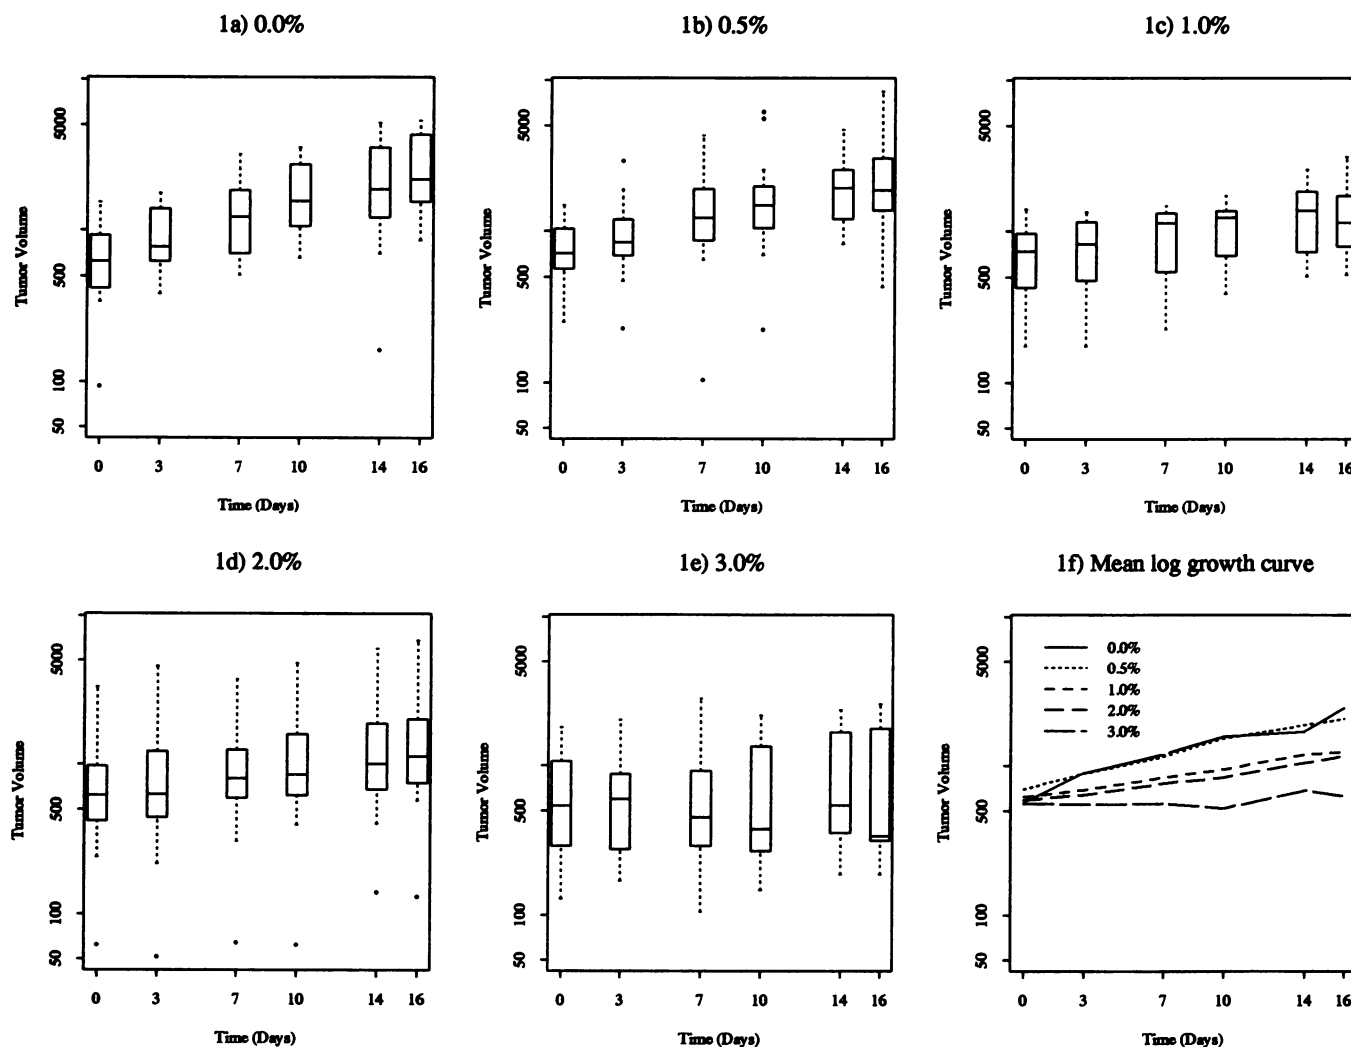 1a) 0.0%
1b) 0.5%
1c) 1.0%
Tumor Volume
5000
500
100
50
0 3 7 10 14 16
Time (Days)
Tumor Volume
5000
500
100
50
0 3 7 10 14 16
Time (Days)
Tumor Volume
5000
500
100
50
0 3 7 10 14 16
Time (Days)
1d) 2.0%
1e) 3.0%
1f) Mean log growth curve
Tumor Volume
5000
500
100
50
0 3 7 10 14 16
Time (Days)
Tumor Volume
5000
500
100
50
0 3 7 10 14 16
Time (Days)
Tumor Volume
5000
500
100
50
0.0%
0.5%
1.0%
2.0%
3.0%
0 3 7 10 14 16
Time (Days)